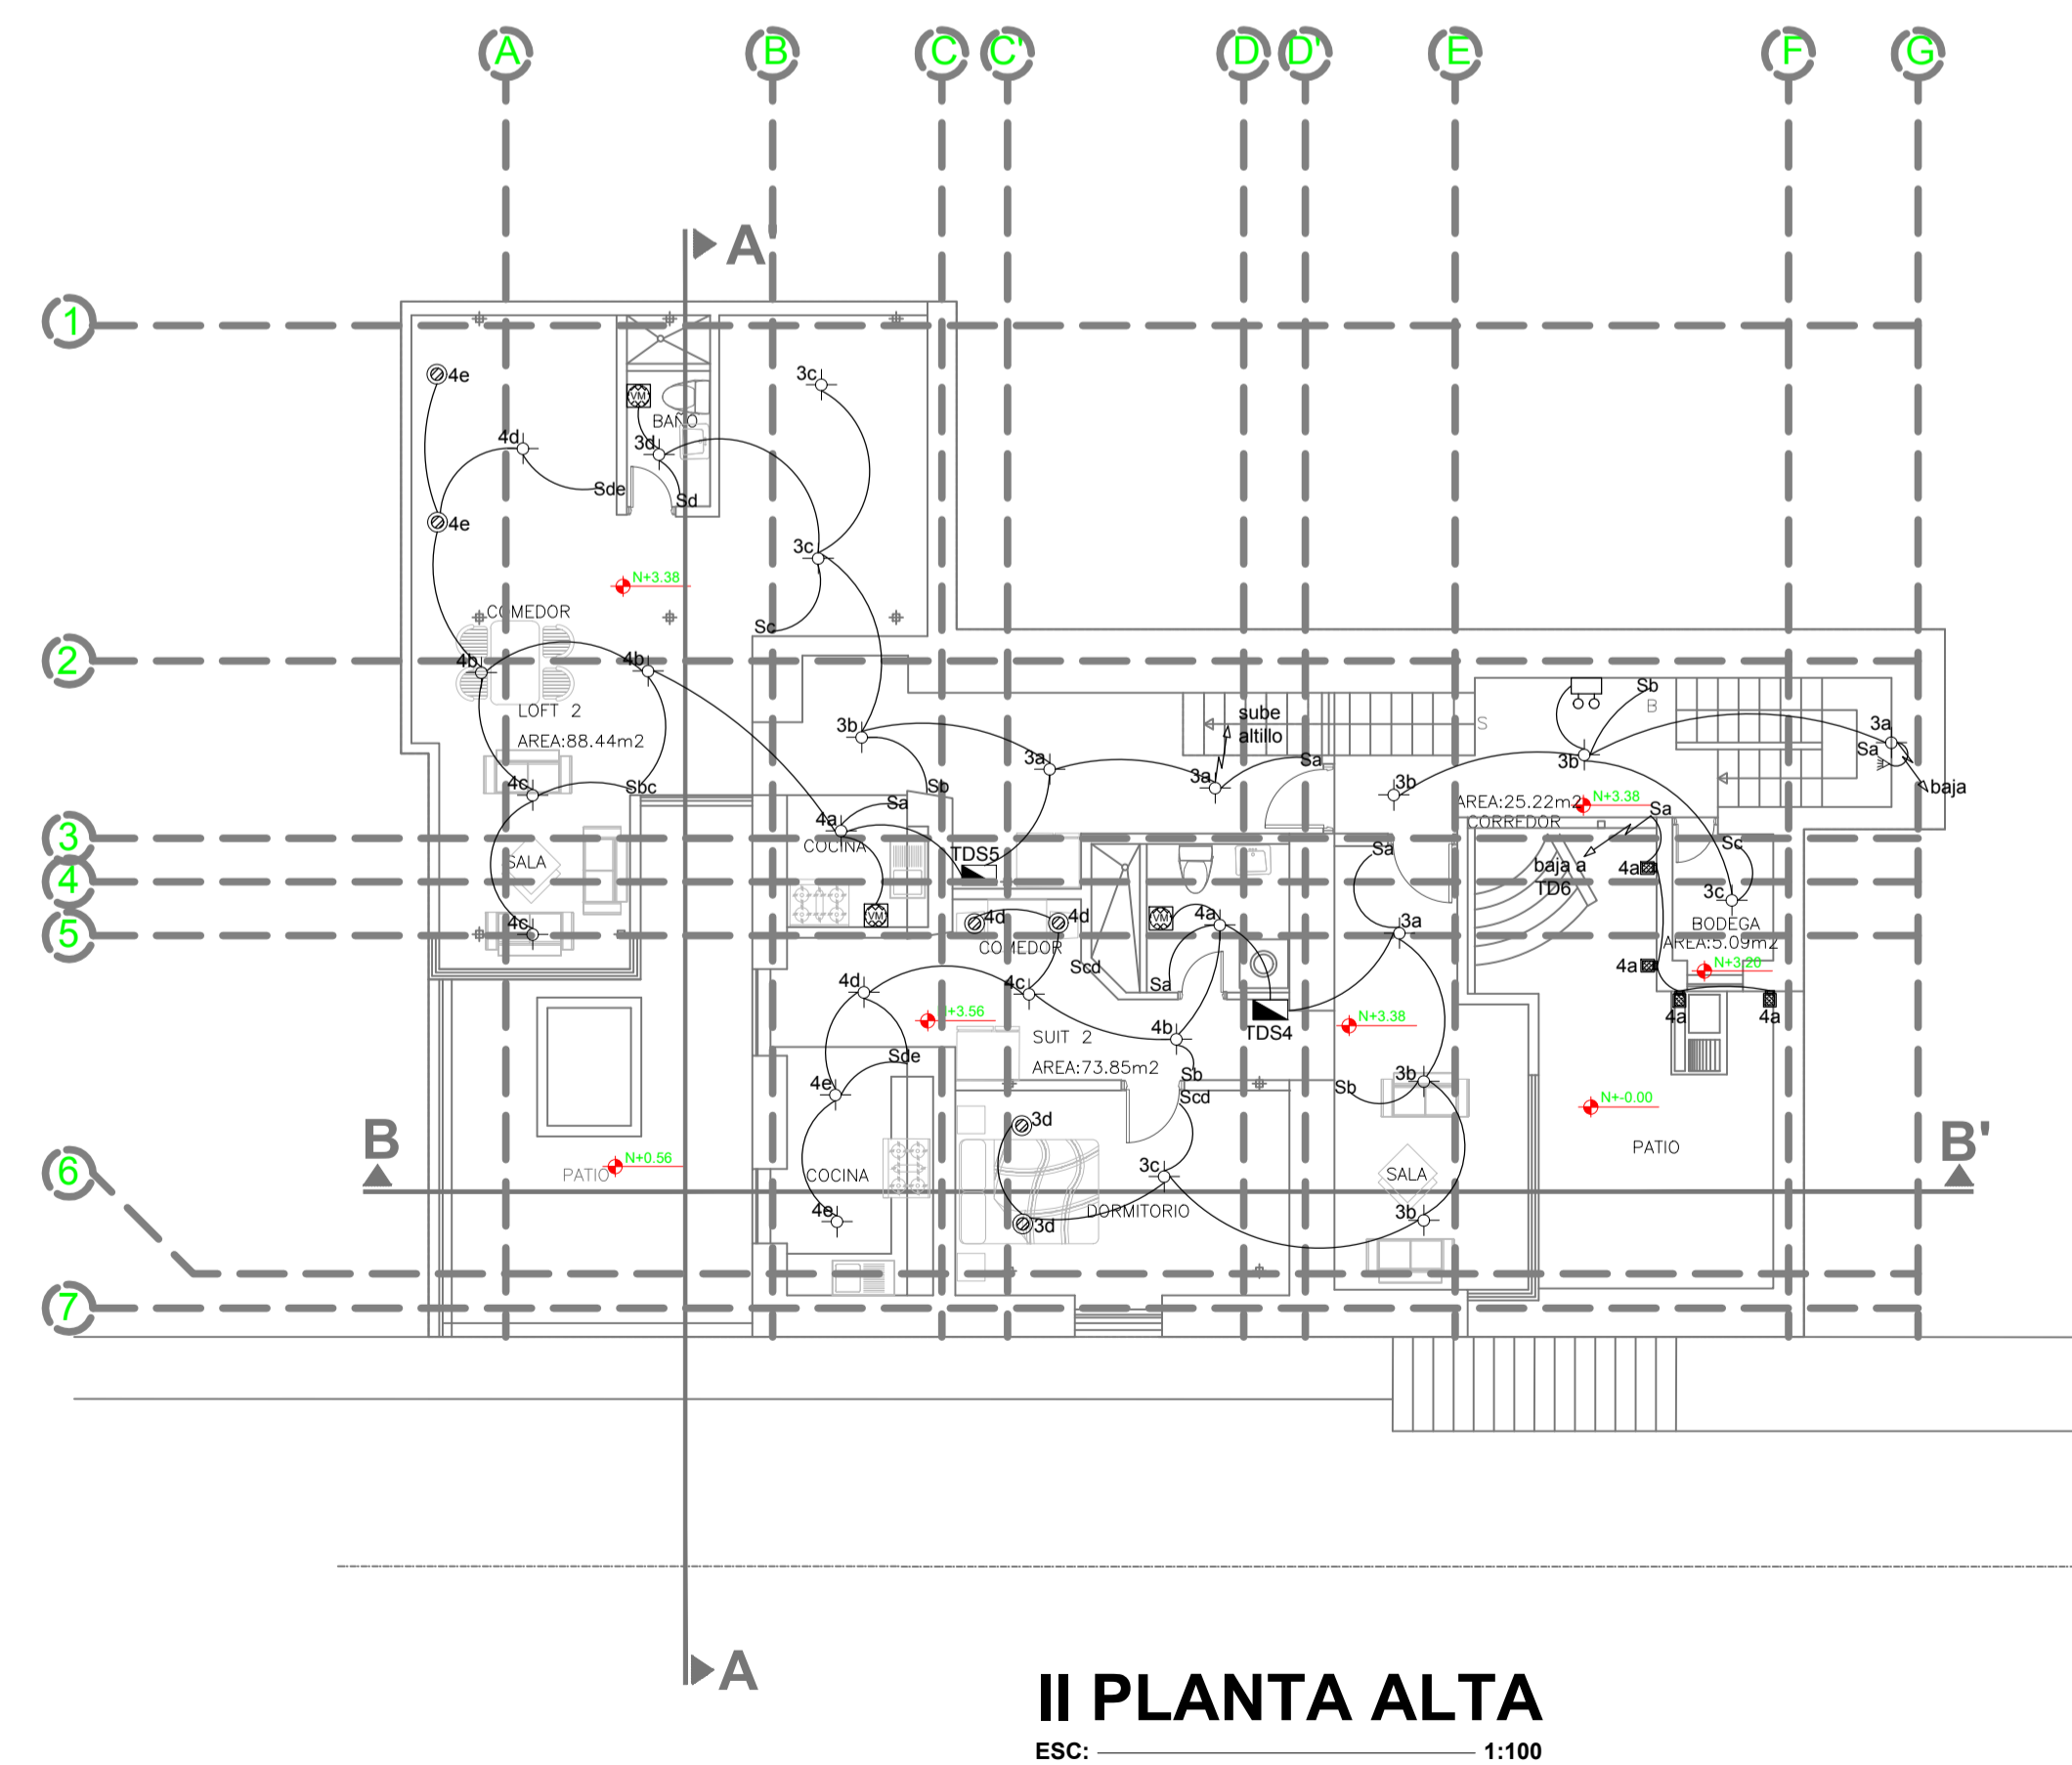 A B C C' D D' E F G
A'
1
4e
3c
VM
BAÑO
4d
3d
Sde
Sd
4e
3c
N+3.38
COMEDOR
Sc
2
4b
4b
LOFT 2
Sb
B
AREA:88.44m2
3b
sube
altillo
S
3a
Sa
3a
Sa
3b
3a
4c
Sbc
Sb
3b
baja
N+3.38
AREA:25.22m2
CORREDOR
Sa
Sa
4a
3
COCINA
Sa
Sc
TDS5
SALA
baja a
TD6
4a
4
3c
4c
VM
4d
4d
VM
4a
3a
BODEGA
AREA:5.09m2
5
COMEDOR
Scd
4a
N+3.20
4d
4c
Sa
N+3.56
TDS4
N+3.38
4a
4a
SUIT 2
4b
AREA:73.85m2
Sde
Sb
4e
Scd
Sb
3b
N+-0.00
3d
B
B'
PATIO
N+0.56
6
PATIO
COCINA
3c
SALA
4e
3d
DORMITORIO
3b
7
A
II PLANTA ALTA
ESC: 1:100